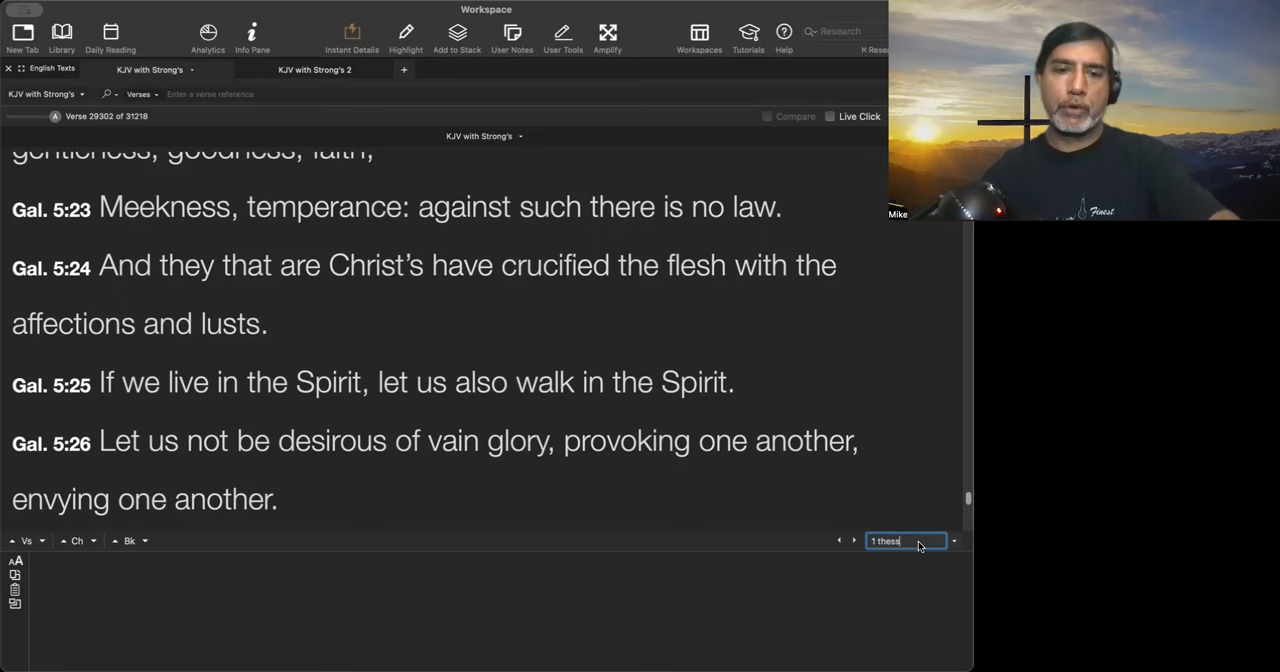 Workspace
New Tab Library Daily Reading Analytics Info Pane Instant Details Highlight Add to Stack User Notes User Tools Amplify Workspaces Tutorials Help Research
English Texts KJV with Strong's KJV with Strong's 2 +
KJV with Strong's Verses Enter a verse reference
A Verse 29302 of 31218 Compare Live Click
KJV with Strong's
gentleness, goodness, faith,
Gal. 5:23 Meekness, temperance: against such there is no law.
Gal. 5:24 And they that are Christ’s have crucified the flesh with the
affections and lusts.
Gal. 5:25 If we live in the Spirit, let us also walk in the Spirit.
Gal. 5:26 Let us not be desirous of vain glory, provoking one another,
envying one another.
Vs Ch Bk 1 thess
AA
Finest
Mike